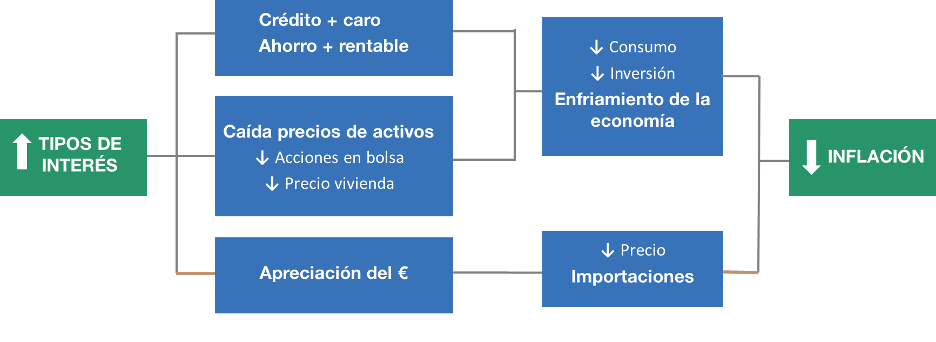 ↑ TIPOS DE
INTERÉS
Crédito + caro
Ahorro + rentable
Caída precios de activos
↓ Acciones en bolsa
↓ Precio vivienda
Apreciación del €
↓ Consumo
↓ Inversión
Enfriamiento de la
economía
↓ Precio
Importaciones
↓ INFLACIÓN